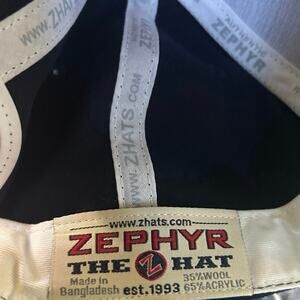 WWW.ZHATS.COM
AUTHENTIC
ZEPHYR
WWW.ZHATS.COM
www.zhats.com
ZEPHYR
THE Z HAT
Made in
Bangladesh
est.1993
35%WOOL
65%ACRYLIC